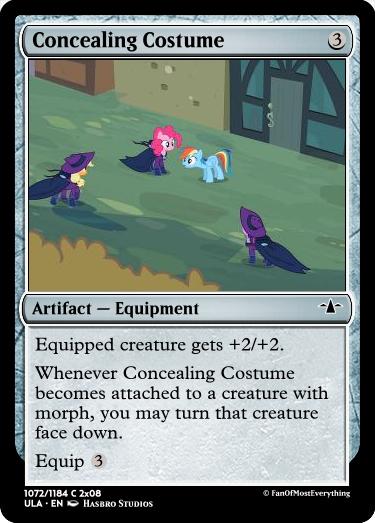 Concealing Costume 3
Artifact — Equipment
Equipped creature gets +2/+2.
Whenever Concealing Costume
becomes attached to a creature with
morph, you may turn that creature
face down.
Equip 3
1072/1184 C 2x08
ULA • EN Hasbro Studios
© FanOfMostEverything